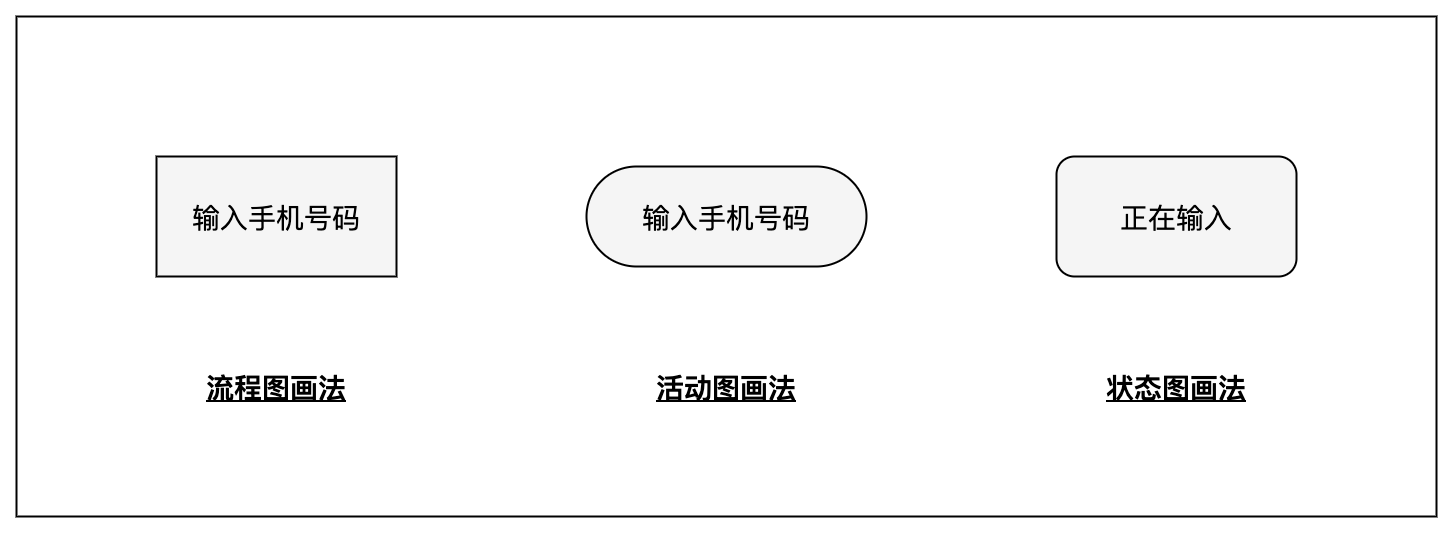 输入手机号码
输入手机号码
正在输入
流程图画法
活动图画法
状态图画法